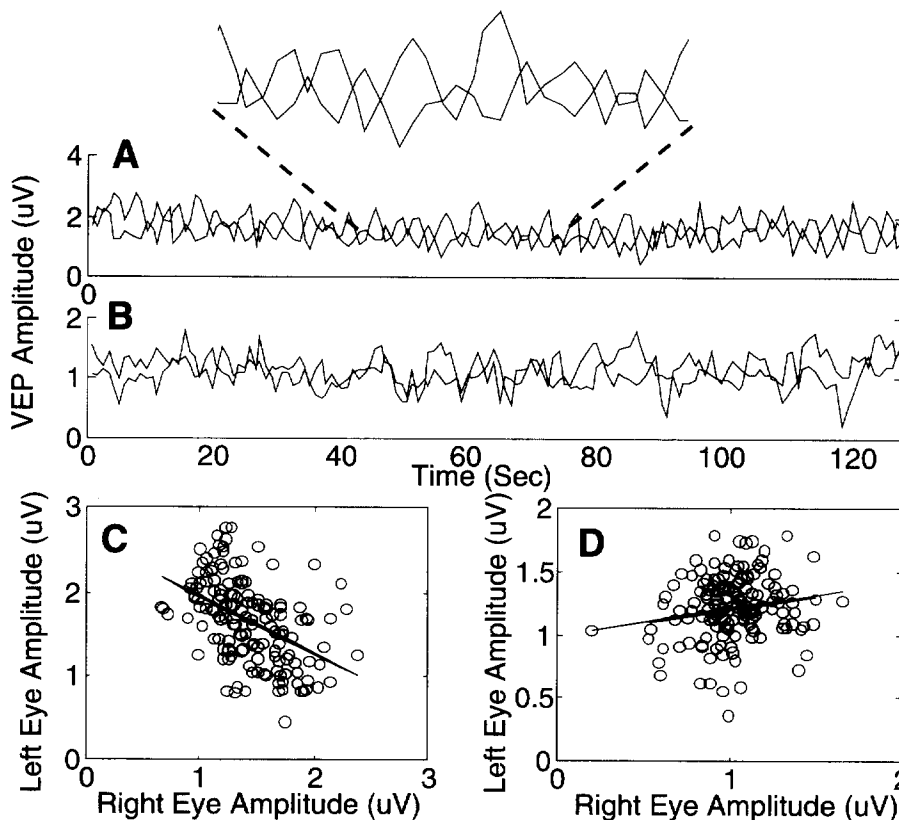 A
4
2
0
0
VEP Amplitude (uV)
B
2
1
0
0 20 40 60 80 100 120
Time (Sec)
C
3
2
1
0
Left Eye Amplitude (uV)
0 1 2 3
Right Eye Amplitude (uV)
D
2
1.5
1
0.5
0
Left Eye Amplitude (uV)
0 1 2
Right Eye Amplitude (uV)